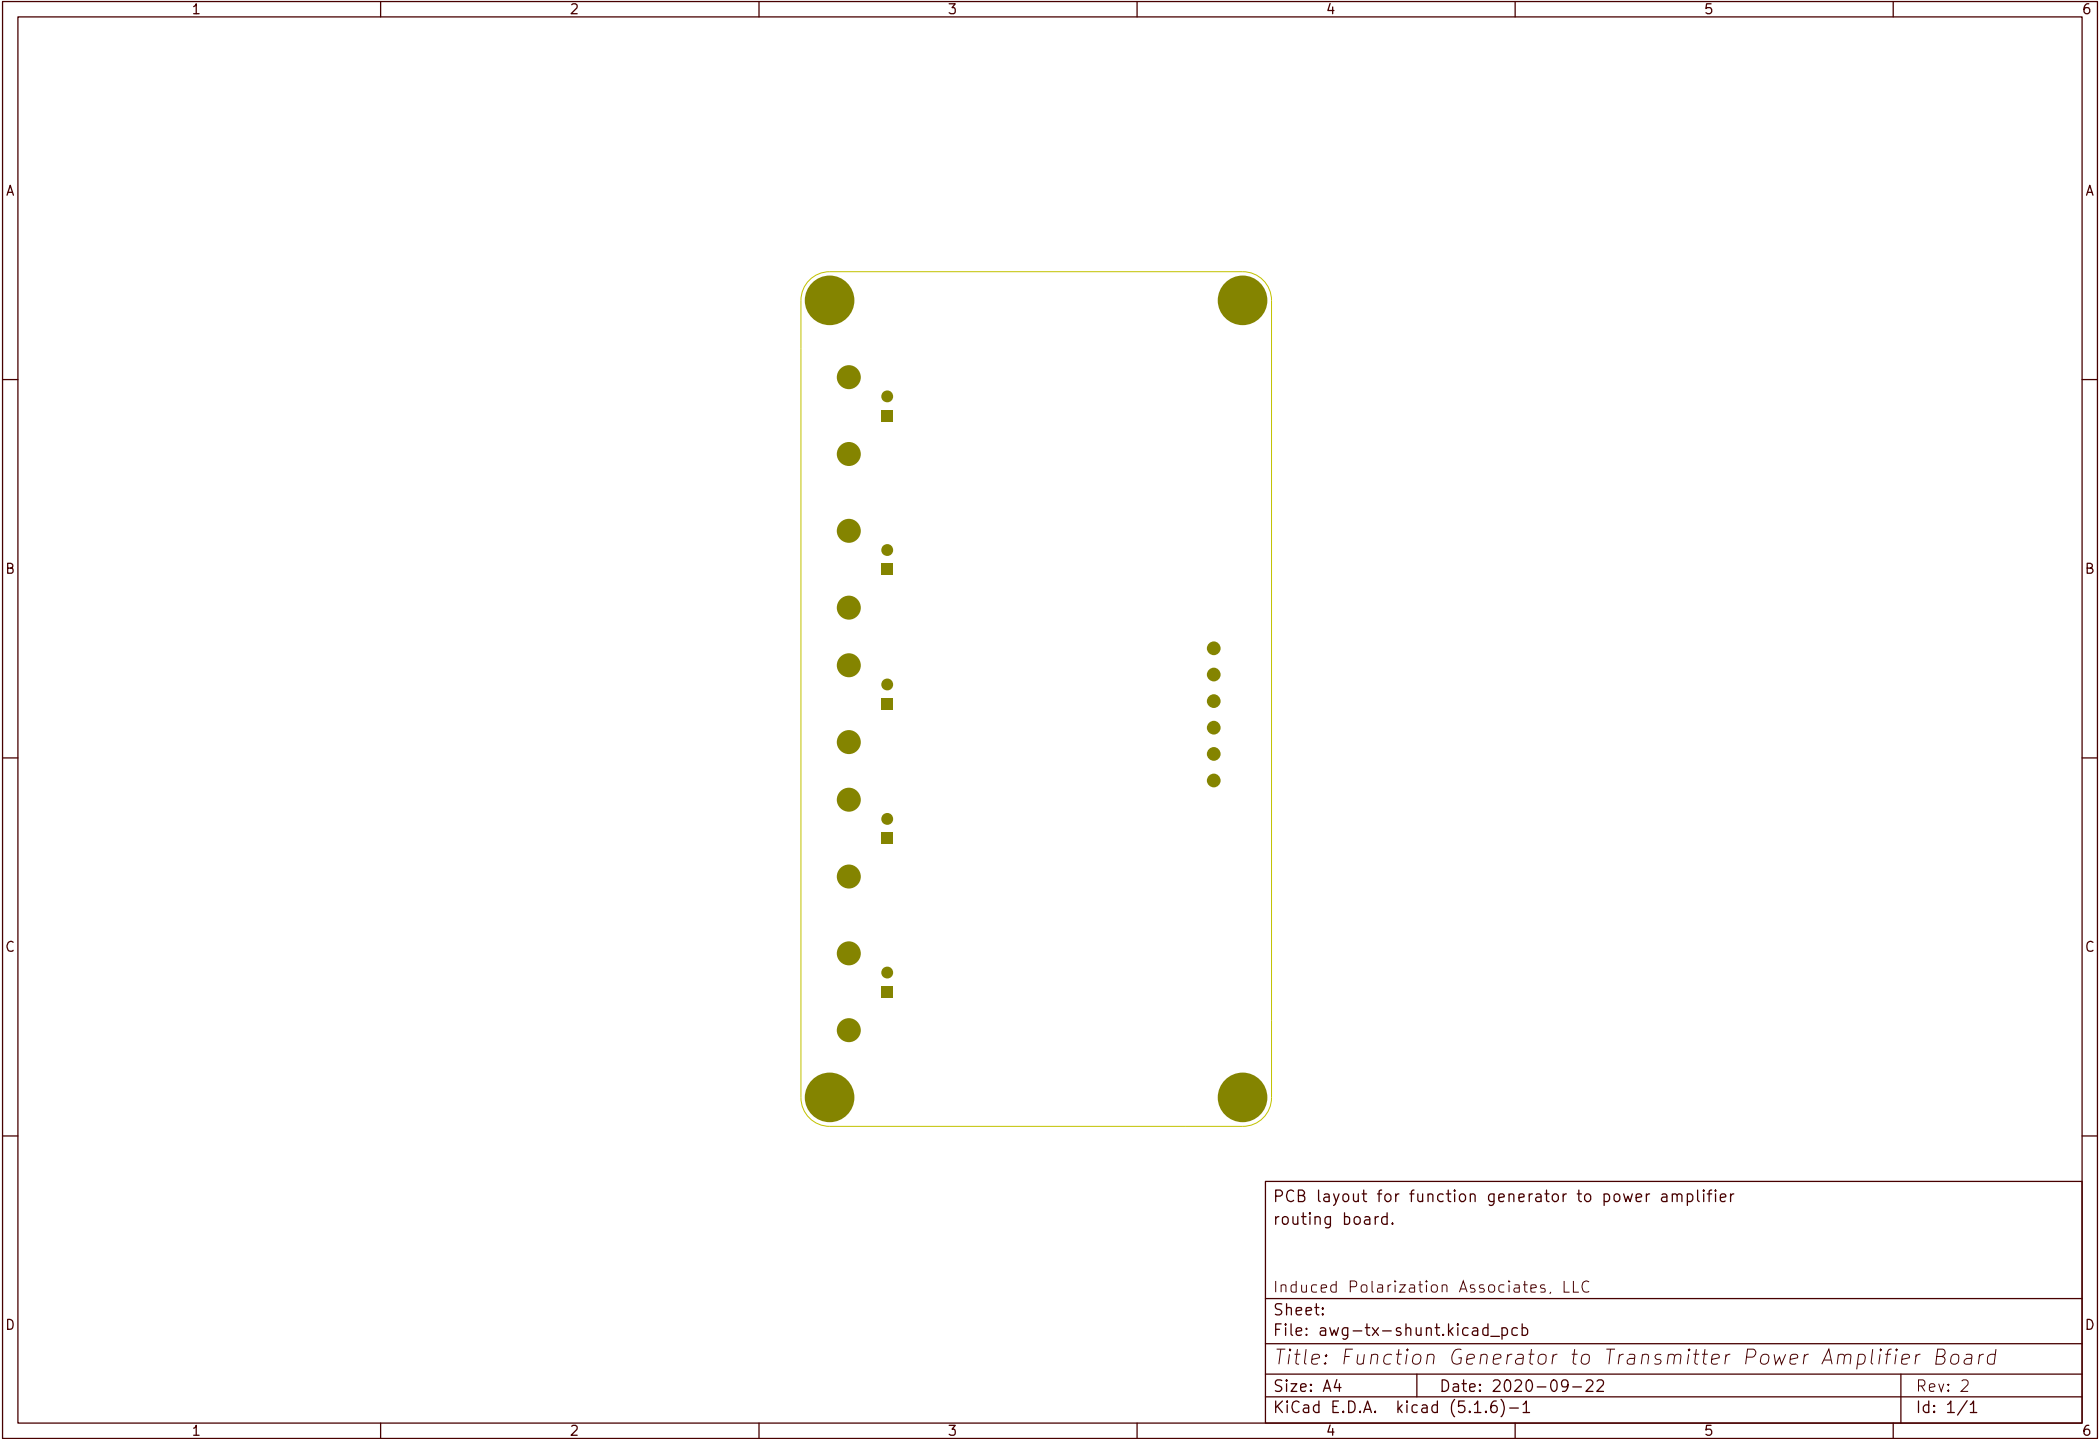 1 2 3 4 5 6
A A
B B
C C
PCB layout for function generator to power amplifier
routing board.
Induced Polarization Associates, LLC
Sheet:
File: awg-tx-shunt.kicad_pcb
D D
Title: Function Generator to Transmitter Power Amplifier Board
Size: A4 Date: 2020-09-22 Rev: 2
KiCad E.D.A. kicad (5.1.6)-1 Id: 1/1
1 2 3 4 5 6